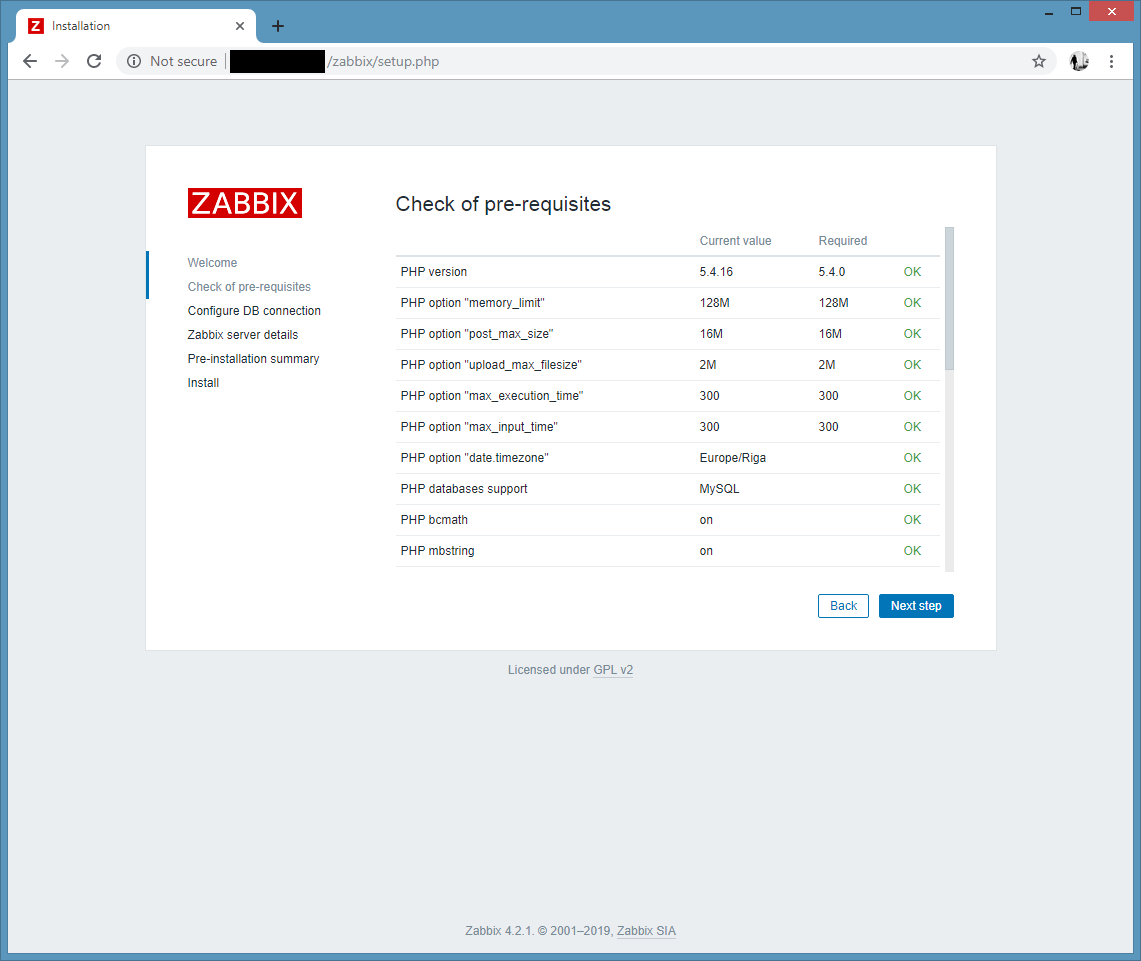 Installation
Not secure /zabbix/setup.php
ZABBIX
Welcome
Check of pre-requisites
Configure DB connection
Zabbix server details
Pre-installation summary
Install
Check of pre-requisites
Current value Required
PHP version 5.4.16 5.4.0 OK
PHP option "memory_limit" 128M 128M OK
PHP option "post_max_size" 16M 16M OK
PHP option "upload_max_filesize" 2M 2M OK
PHP option "max_execution_time" 300 300 OK
PHP option "max_input_time" 300 300 OK
PHP option "date.timezone" Europe/Riga OK
PHP databases support MySQL OK
PHP bcmath on OK
PHP mbstring on OK
Back Next step
Licensed under GPL v2
Zabbix 4.2.1. © 2001–2019, Zabbix SIA